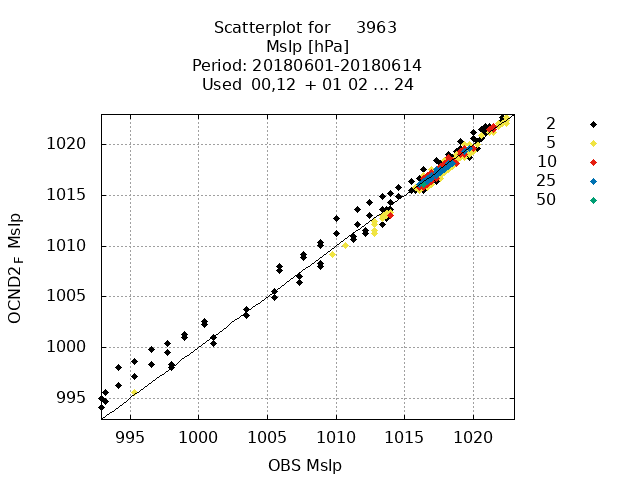 Scatterplot for 3963
Mslp [hPa]
Period: 20180601-20180614
Used 00,12 + 01 02 ... 24
2
5
10
25
50
1020
1015
1010
1005
1000
995
OCND2_F Mslp
995 1000 1005 1010 1015 1020
OBS Mslp